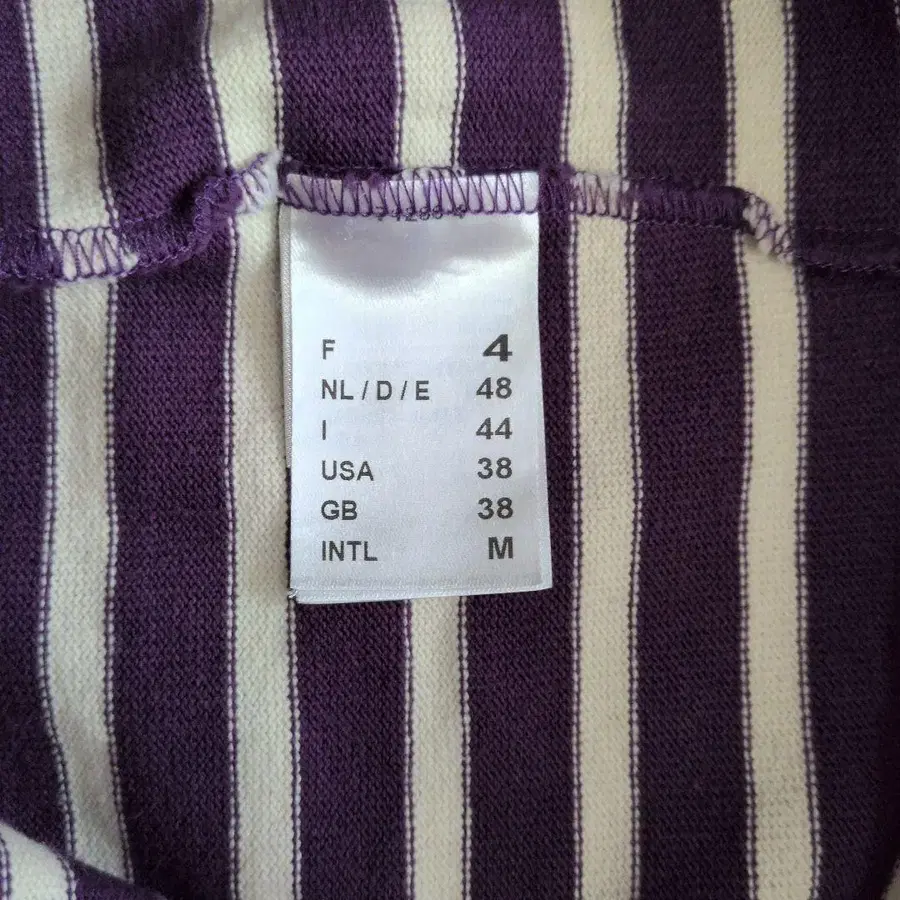 F 4
NL / D / E 48
I 44
USA 38
GB 38
INTL M